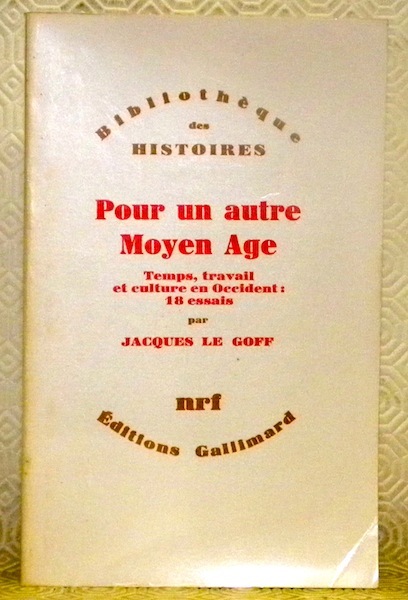 Bibliothèque
des
HISTOIRES
Pour un autre
Moyen Age
Temps, travail
et culture en Occident :
18 essais
par
JACQUES LE GOFF
nrf
Éditions Gallimard